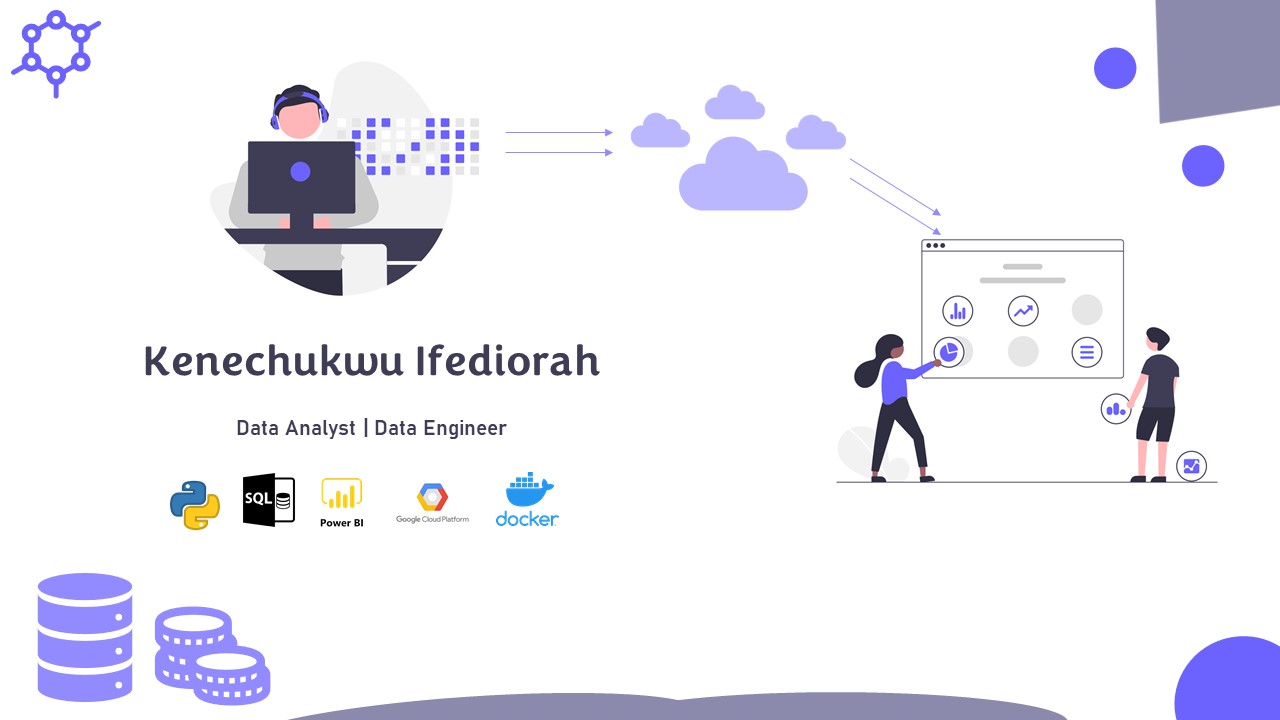 Kenechukwu Ifediorah
Data Analyst | Data Engineer
SQL
Power BI
Google Cloud Platform
docker